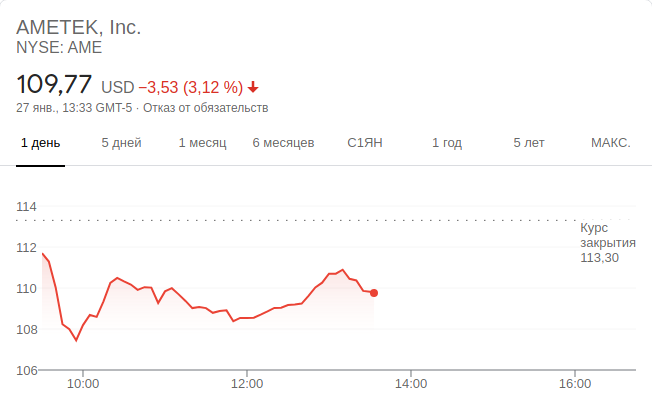 AMETEK, Inc.
NYSE: AME
109,77 USD −3,53 (3,12 %)
27 янв., 13:33 GMT-5 · Отказ от обязательств
1 день 5 дней 1 месяц 6 месяцев С1ЯН 1 год 5 лет МАКС.
114
Курс
закрытия
113,30
112
110
108
106
10:00 12:00 14:00 16:00